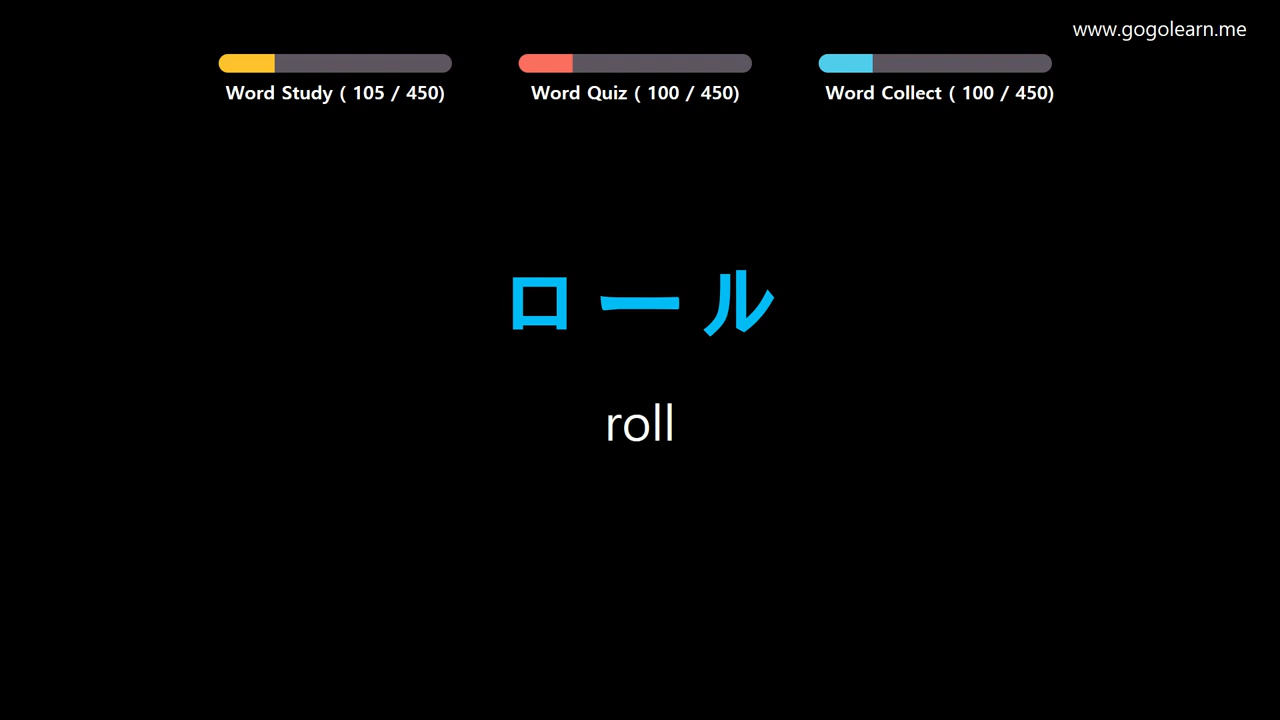 www.gogolearn.me
Word Study ( 105 / 450)
Word Quiz ( 100 / 450)
Word Collect ( 100 / 450)
ロール
roll